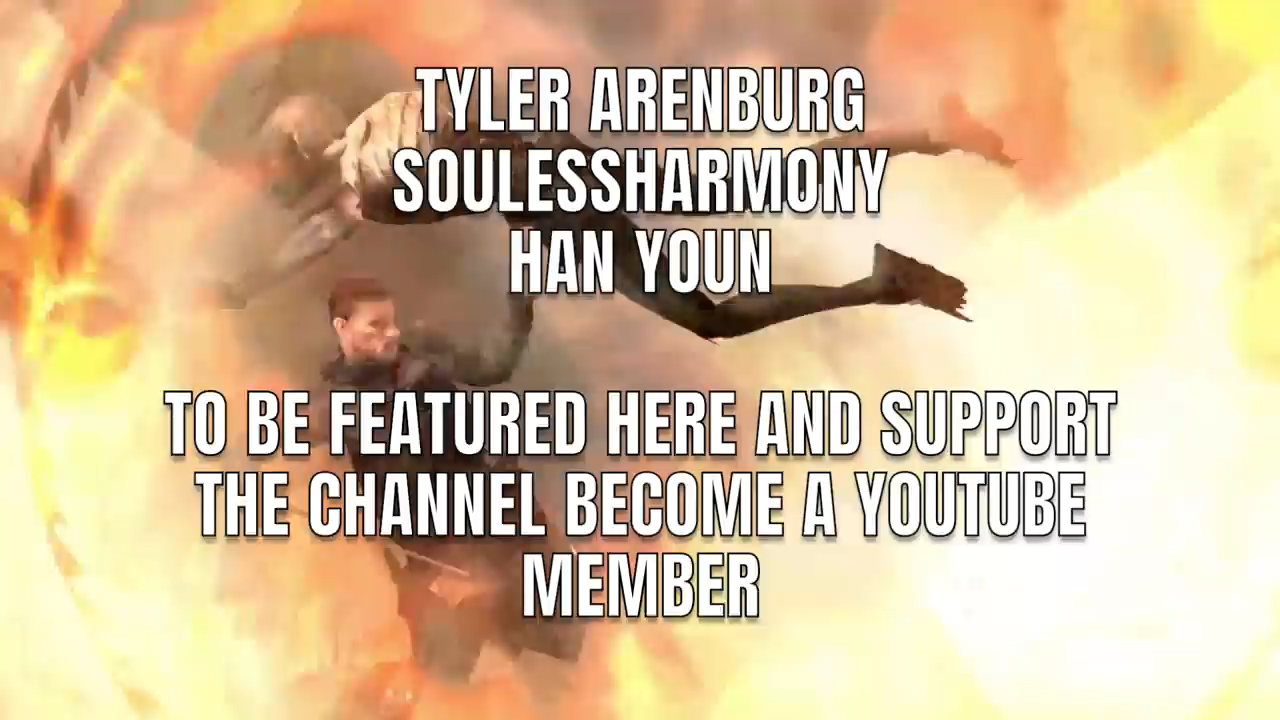 TYLER ARENBURG
SOULESSHARMONY
HAN YOUN
TO BE FEATURED HERE AND SUPPORT
THE CHANNEL BECOME A YOUTUBE
MEMBER